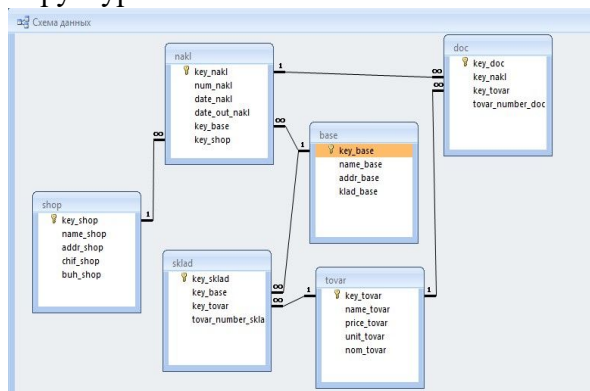 Схема данных
nakl
key_nakl
num_nakl
date_nakl
date_out_nakl
key_base
key_shop
doc
key_doc
key_nakl
key_tovar
tovar_number_doc
base
key_base
name_base
addr_base
klad_base
shop
key_shop
name_shop
addr_shop
chif_shop
buh_shop
sklad
key_sklad
key_base
key_tovar
tovar_number_skla
tovar
key_tovar
name_tovar
price_tovar
unit_tovar
nom_tovar
1
∞
∞
∞
1
∞
1
∞
∞
1
1